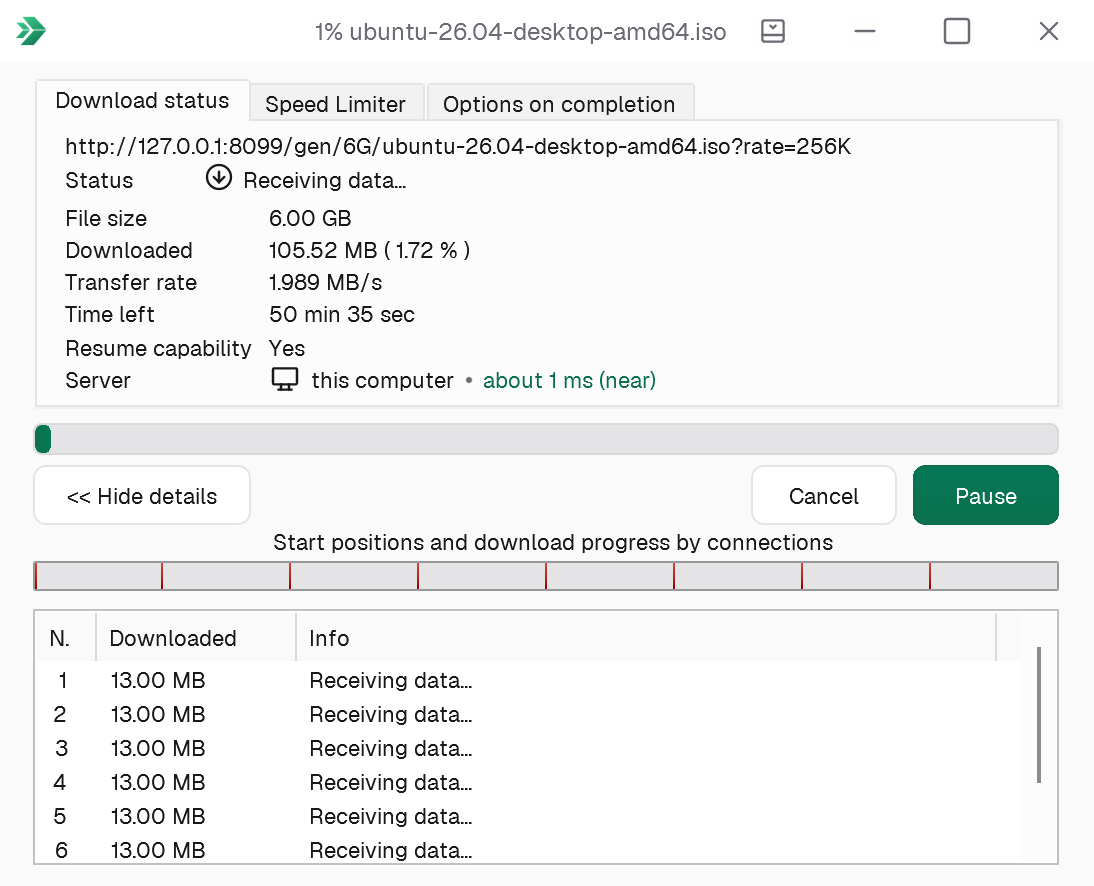 1% ubuntu-26.04-desktop-amd64.iso
Download status Speed Limiter Options on completion
http://127.0.0.1:8099/gen/6G/ubuntu-26.04-desktop-amd64.iso?rate=256K
Status Receiving data...
File size 6.00 GB
Downloaded 105.52 MB ( 1.72 % )
Transfer rate 1.989 MB/s
Time left 50 min 35 sec
Resume capability Yes
Server this computer • about 1 ms (near)
<< Hide details Cancel Pause
Start positions and download progress by connections
N. Downloaded Info
1 13.00 MB Receiving data...
2 13.00 MB Receiving data...
3 13.00 MB Receiving data...
4 13.00 MB Receiving data...
5 13.00 MB Receiving data...
6 13.00 MB Receiving data...